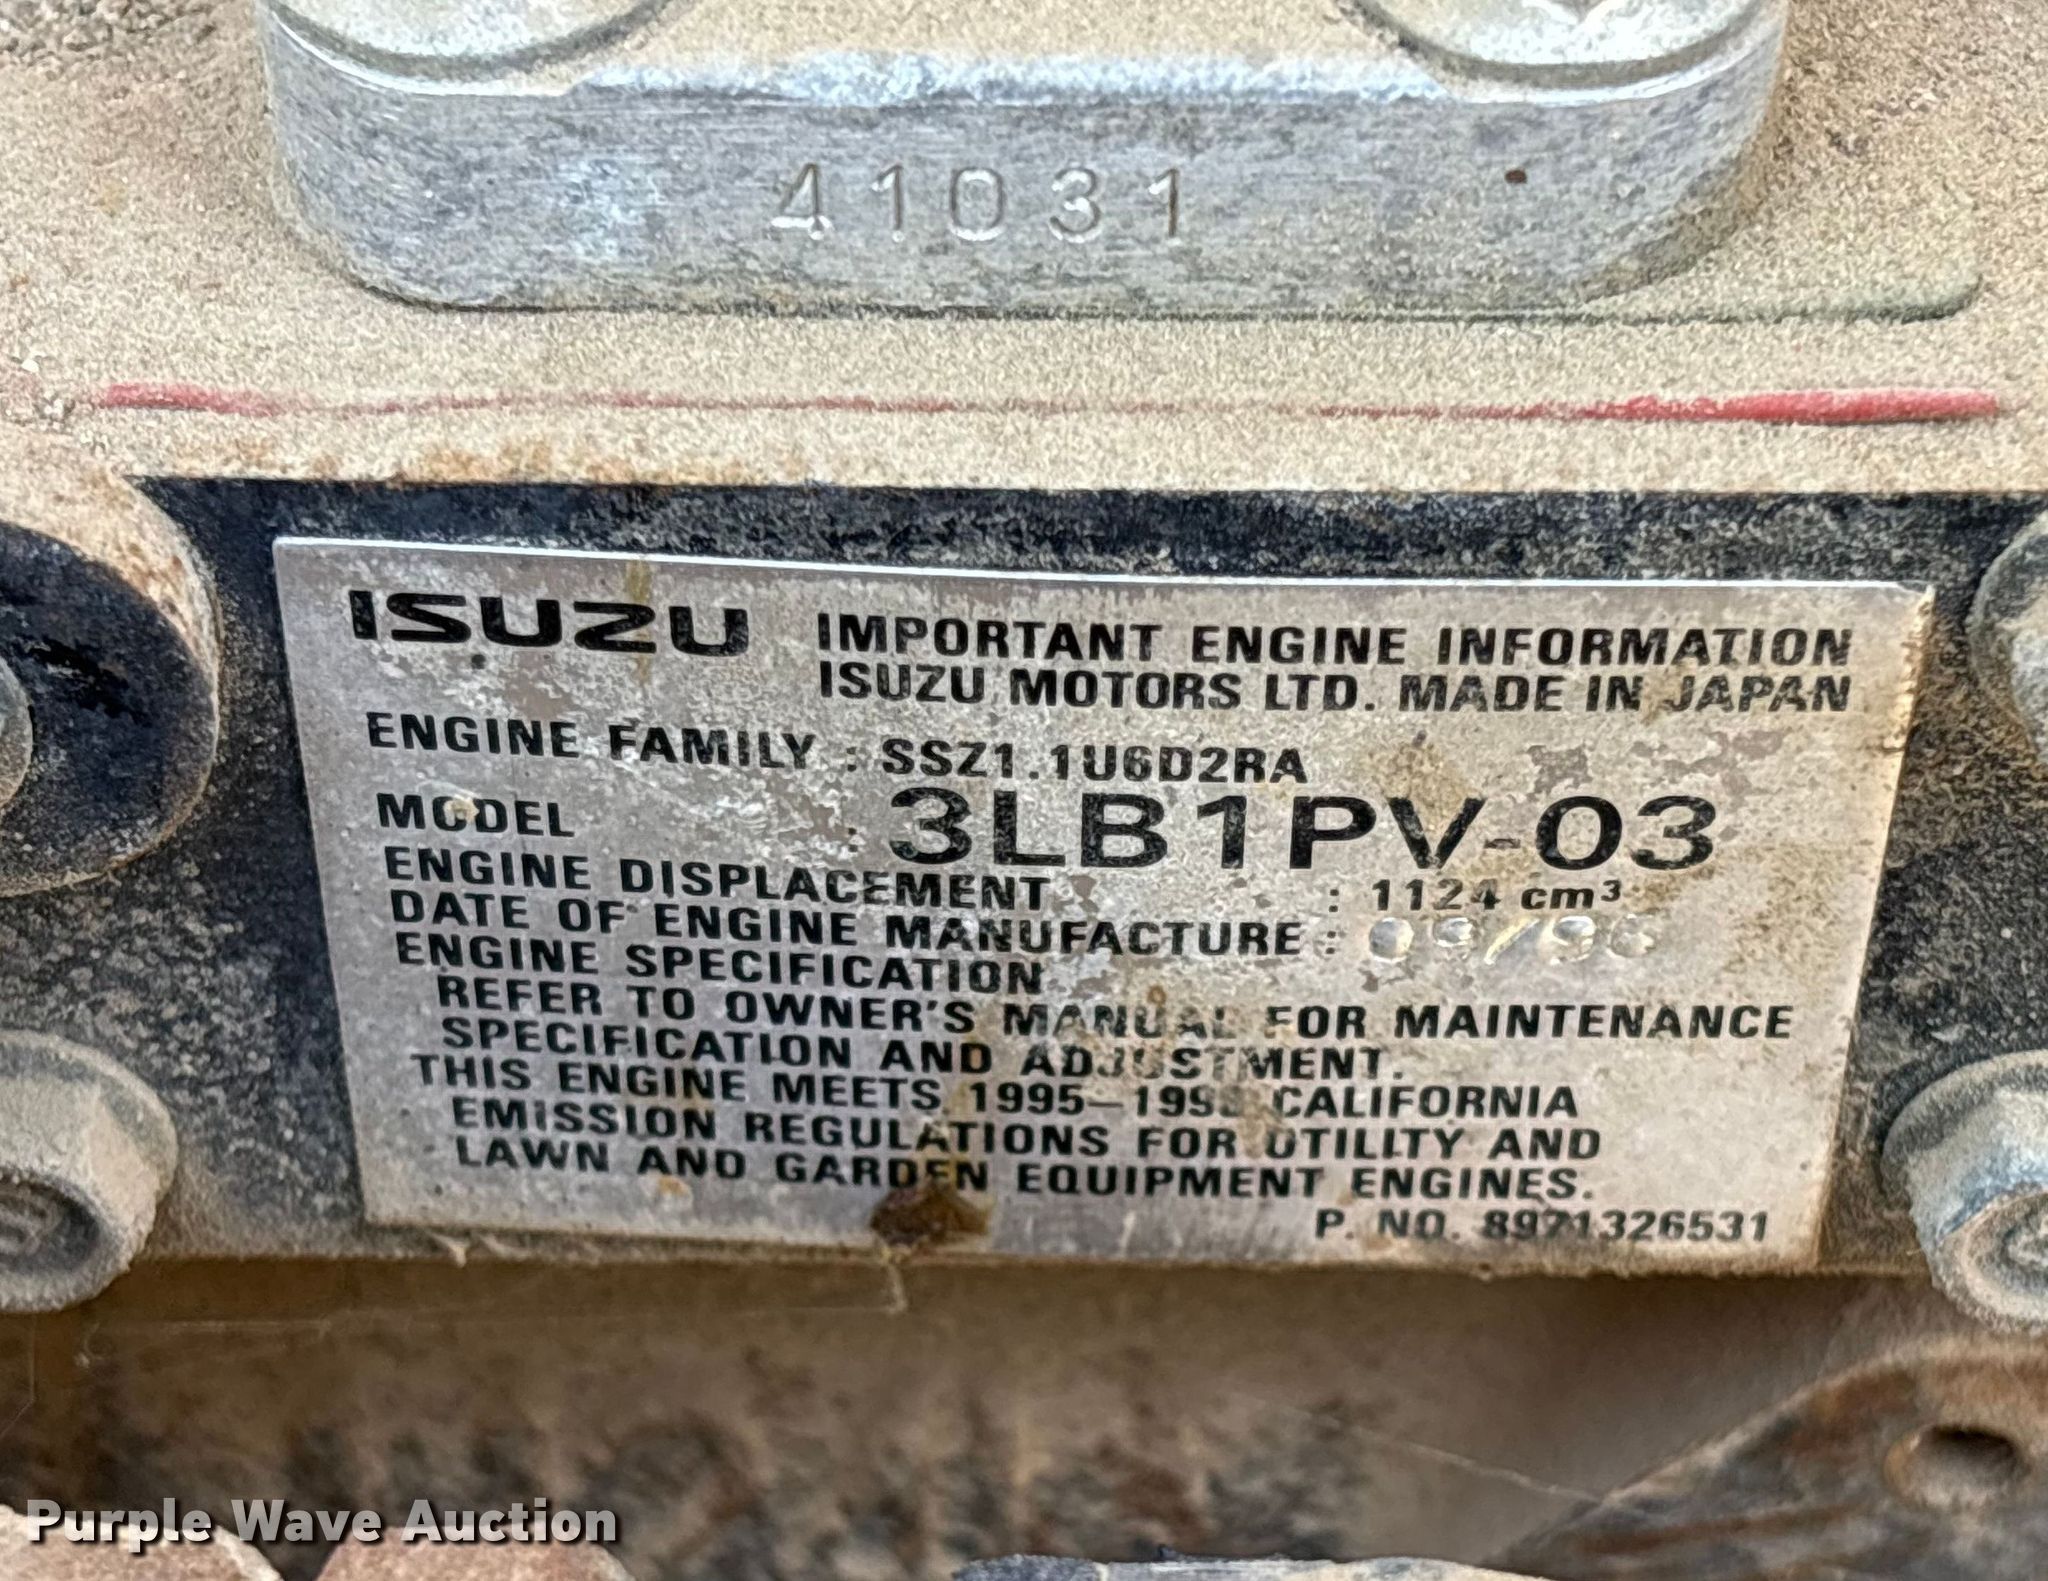 41031
ISUZU IMPORTANT ENGINE INFORMATION
ISUZU MOTORS LTD. MADE IN JAPAN
ENGINE FAMILY : SSZ1.1U6D2RA
MODEL 3LB1PV-03
ENGINE DISPLACEMENT : 1124 cm³
DATE OF ENGINE MANUFACTURE : 09/96
ENGINE SPECIFICATION
REFER TO OWNER'S MANUAL FOR MAINTENANCE
SPECIFICATION AND ADJUSTMENT.
THIS ENGINE MEETS CALIFORNIA
EMISSION REGULATIONS FOR UTILITY AND
LAWN AND GARDEN EQUIPMENT ENGINES.
P. NO. 8971326531
Purple Wave Auction